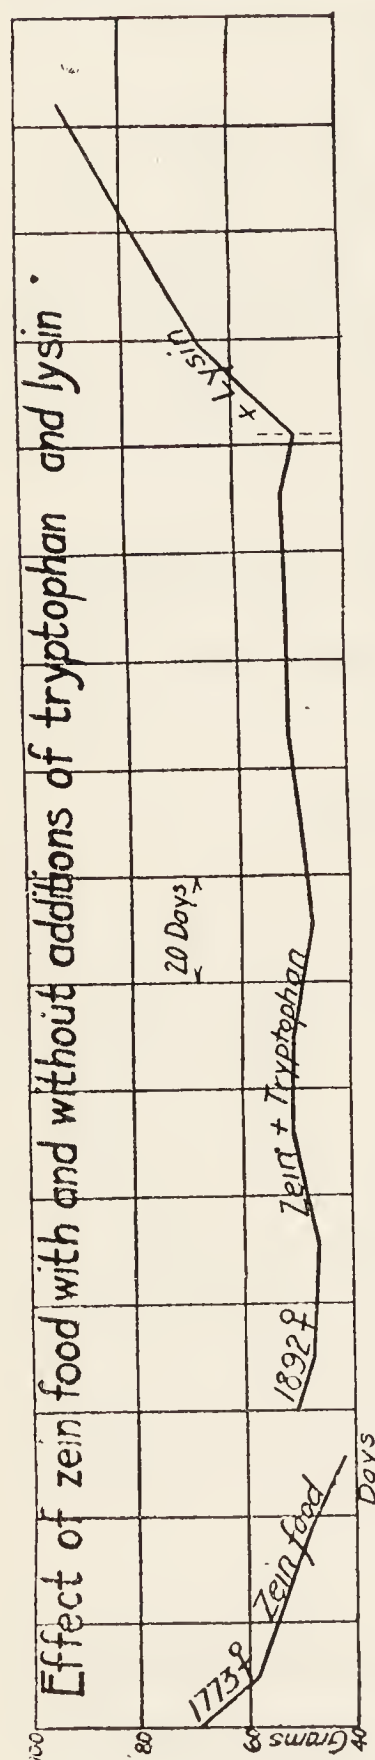 Effect of zein food with and without additions of tryptophan and lysin
100
80
60
40
Grams
Days
1773♀
Zein food
1892♀
Zein + Tryptophan
20 Days
x Lysin